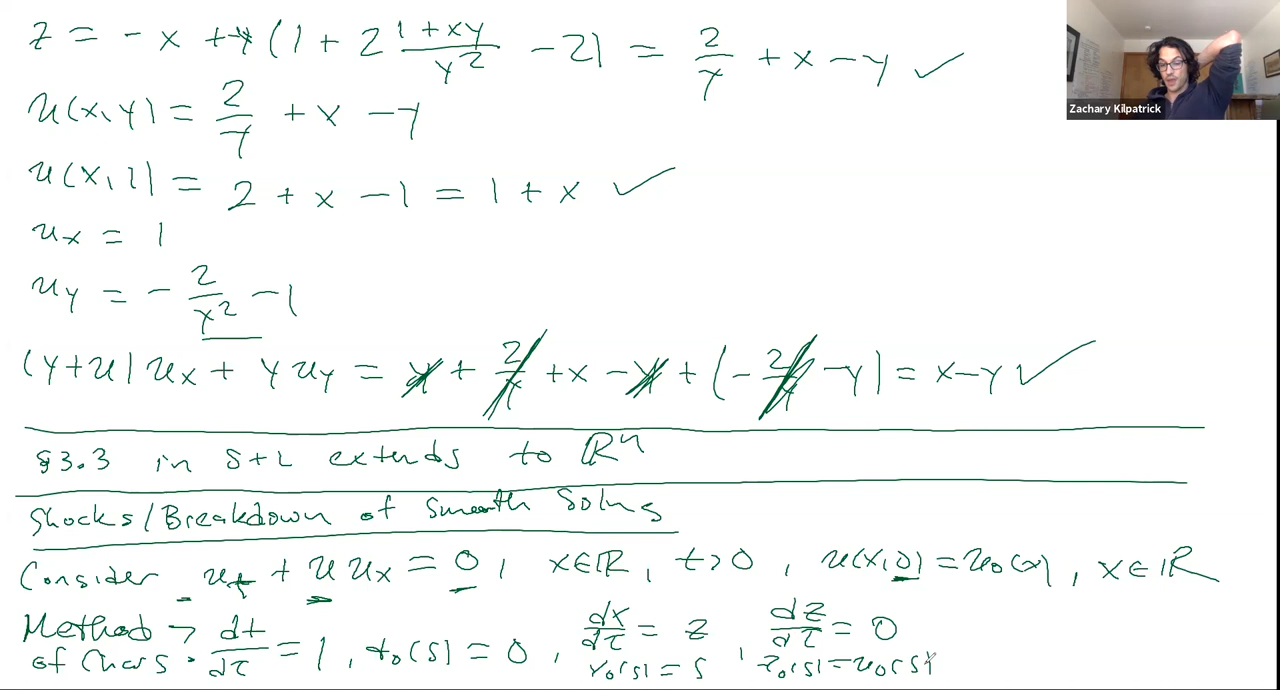 z = - x + y (1 + 2 (1 + xy)/y² - 2) = 2/y + x - y ✓
Zachary Kilpatrick
u(x,y) = 2/y + x - y
u(x,1) = 2 + x - 1 = 1 + x ✓
u_x = 1
u_y = - 2/y² - 1
(y+u) u_x + y u_y = y + 2/y + x - y + (- 2/y - y) = x - y ✓
§3.3 in S+L extends to ℝⁿ
Shocks/Breakdown of Smooth Solns
Consider u_t + u u_x = 0, x∈ℝ, t>0, u(x,0) = u₀(x), x∈ℝ
Method of Chars: dt/dτ = 1, t₀(s) = 0, dx/dτ = z, x₀(s) = s, dz/dτ = 0, z₀(s) = u₀(s)